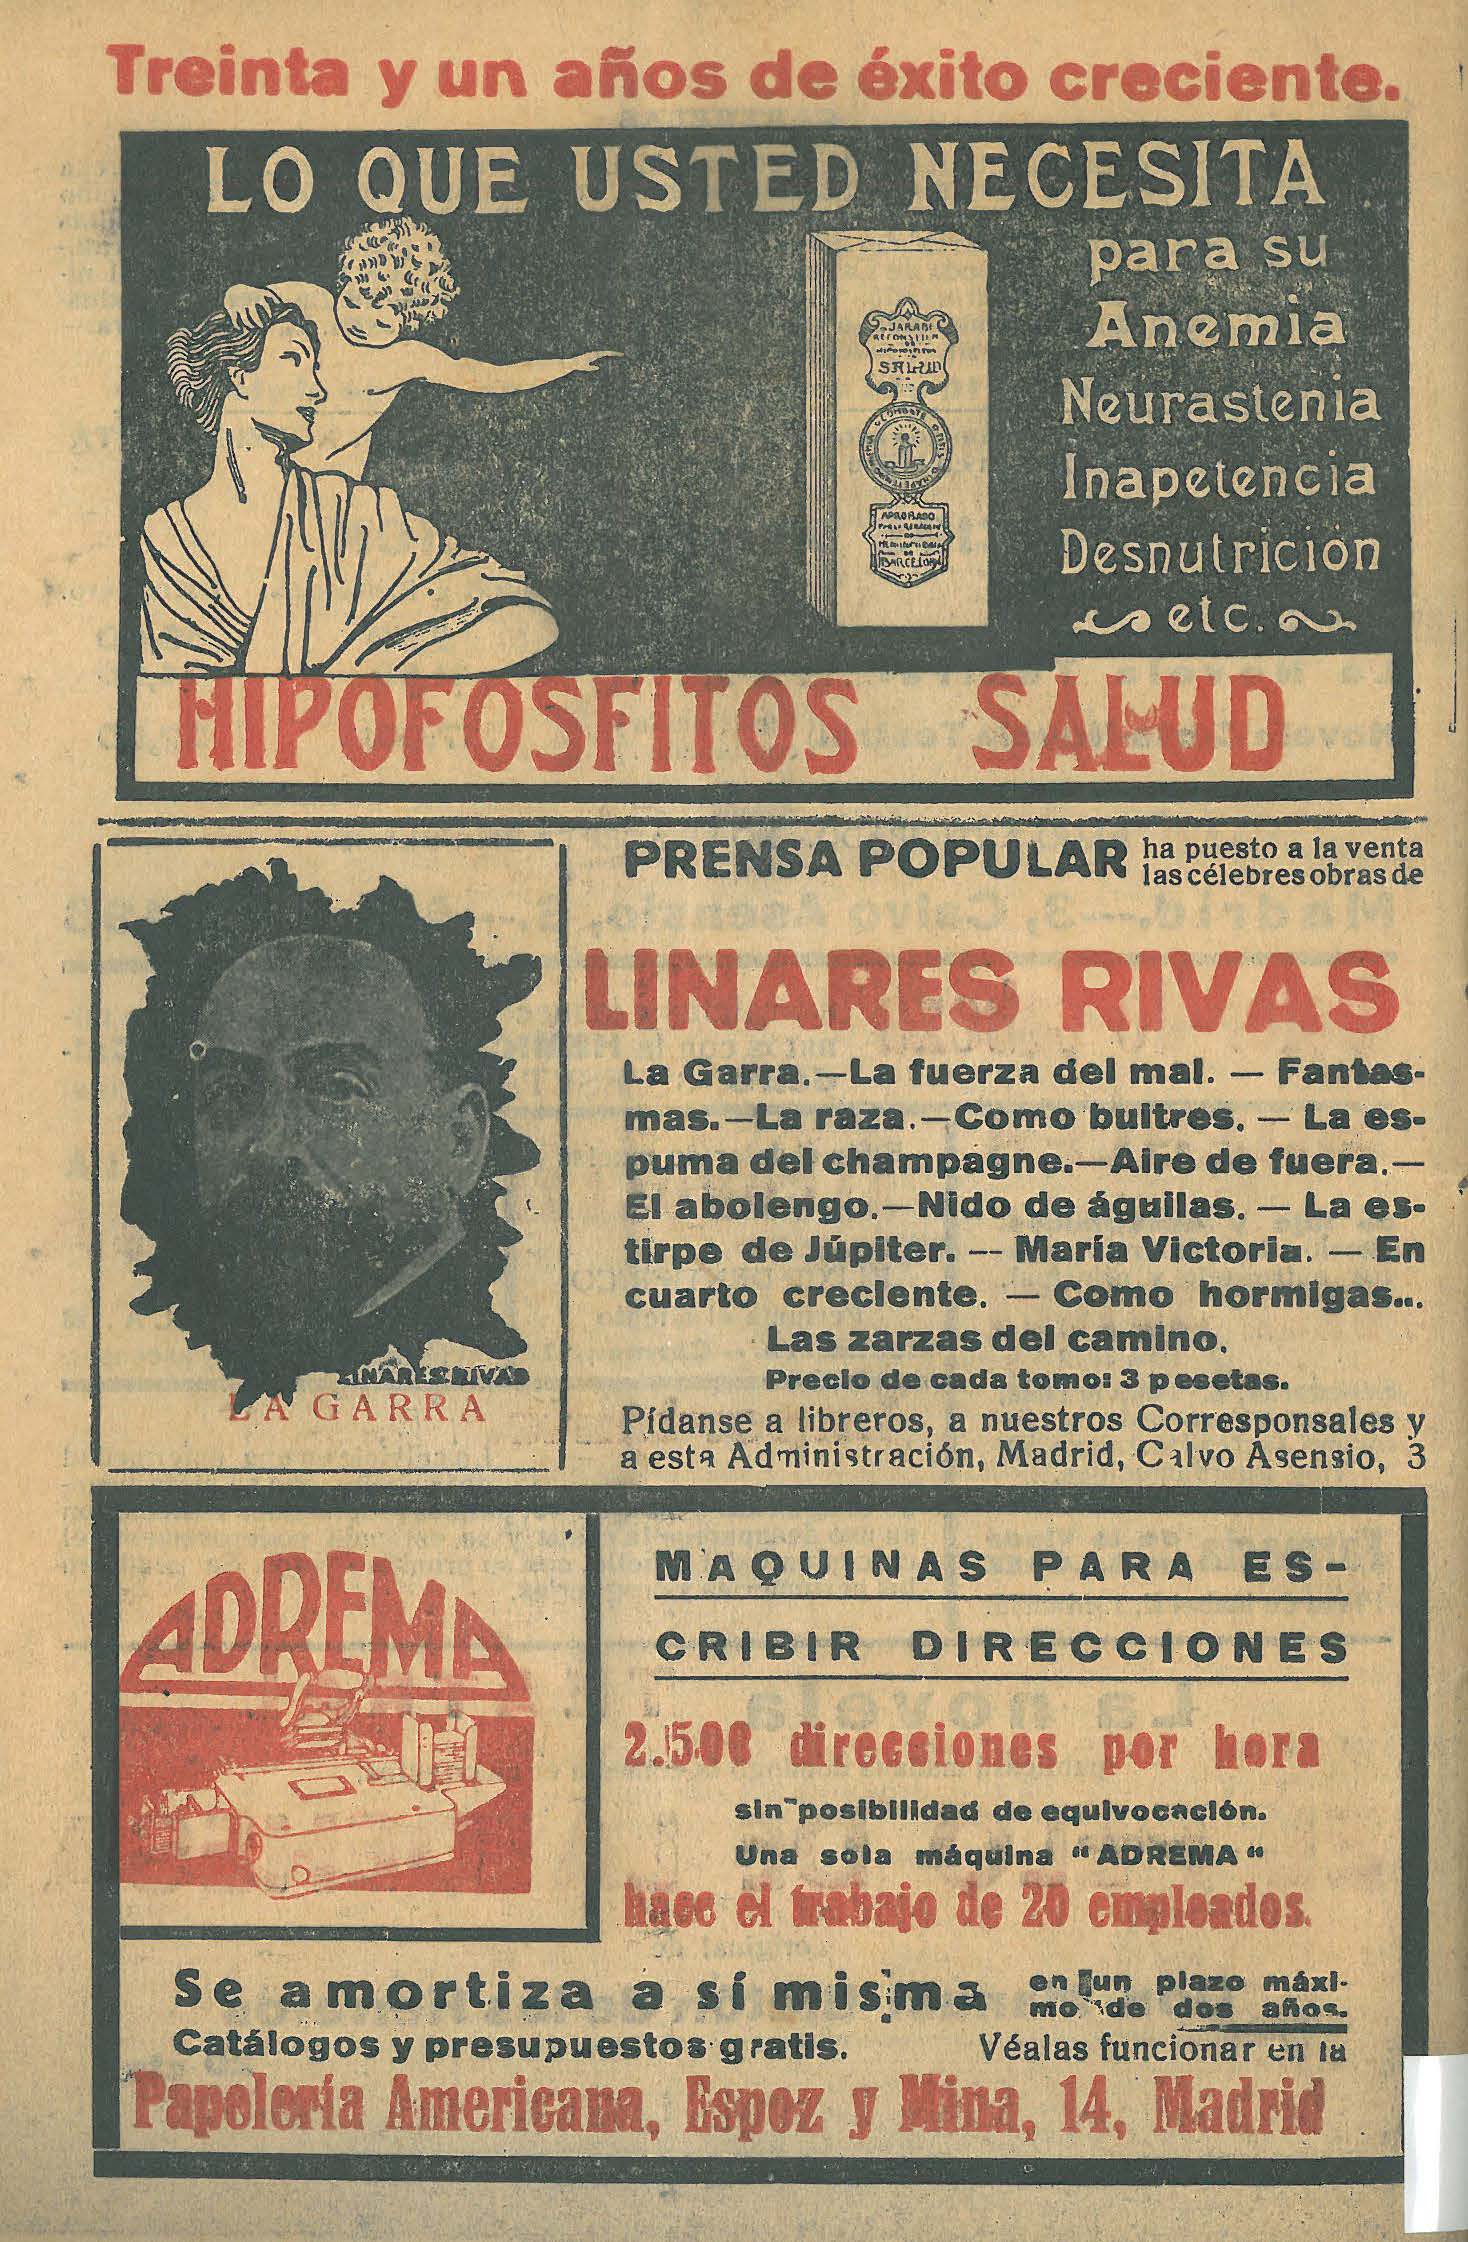 Treinta y un años de éxito creciente.
LO QUE USTED NECESITA
para su
Anemia
Neurastenia
Inapetencia
Desnutrición
etc.
JARABE
SALUD
APROBADO
BARCELONA
HIPOFOSFITOS SALUD
PRENSA POPULAR ha puesto a la venta
las célebres obras de
LINARES RIVAS
La Garra.—La fuerza del mal. — Fantas-
mas.—La raza.—Como buitres. — La es-
puma del champagne.—Aire de fuera.—
El abolengo.—Nido de águilas. — La es-
tirpe de Júpiter. — María Victoria. — En
cuarto creciente. — Como hormigas...
Las zarzas del camino.
Precio de cada tomo: 3 pesetas.
Pídanse a libreros, a nuestros Corresponsales y
a esta Administración, Madrid, Calvo Asensio, 3
LINARES RIVAS
LA GARRA
ADREMA
MAQUINAS PARA ES-
CRIBIR DIRECCIONES
2.500 direcciones por hora
sin posibilidad de equivocación.
Una sola máquina "ADREMA"
hace el trabajo de 20 empleados.
Se amortiza a sí misma en un plazo máxi-
mo de dos años.
Catálogos y presupuestos gratis. Véalas funcionar en la
Papelería Americana, Espoz y Mina, 14, Madrid